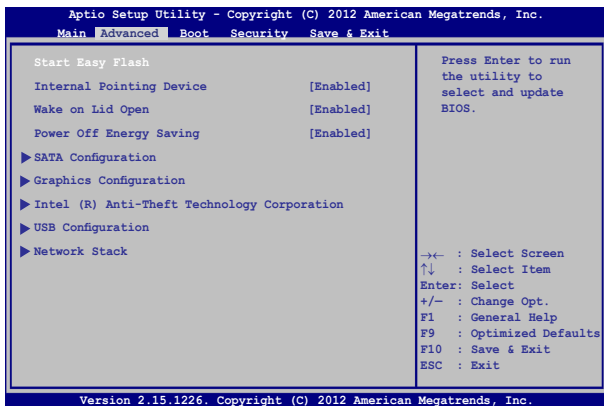 Aptio Setup Utility - Copyright (C) 2012 American Megatrends, Inc.
Main Advanced Boot Security Save & Exit
Start Easy Flash
Internal Pointing Device [Enabled]
Wake on Lid Open [Enabled]
Power Off Energy Saving [Enabled]
SATA Configuration
Graphics Configuration
Intel (R) Anti-Theft Technology Corporation
USB Configuration
Network Stack
Press Enter to run
the utility to
select and update
BIOS.
→← : Select Screen
↑↓ : Select Item
Enter: Select
+/— : Change Opt.
F1 : General Help
F9 : Optimized Defaults
F10 : Save & Exit
ESC : Exit
Version 2.15.1226. Copyright (C) 2012 American Megatrends, Inc.